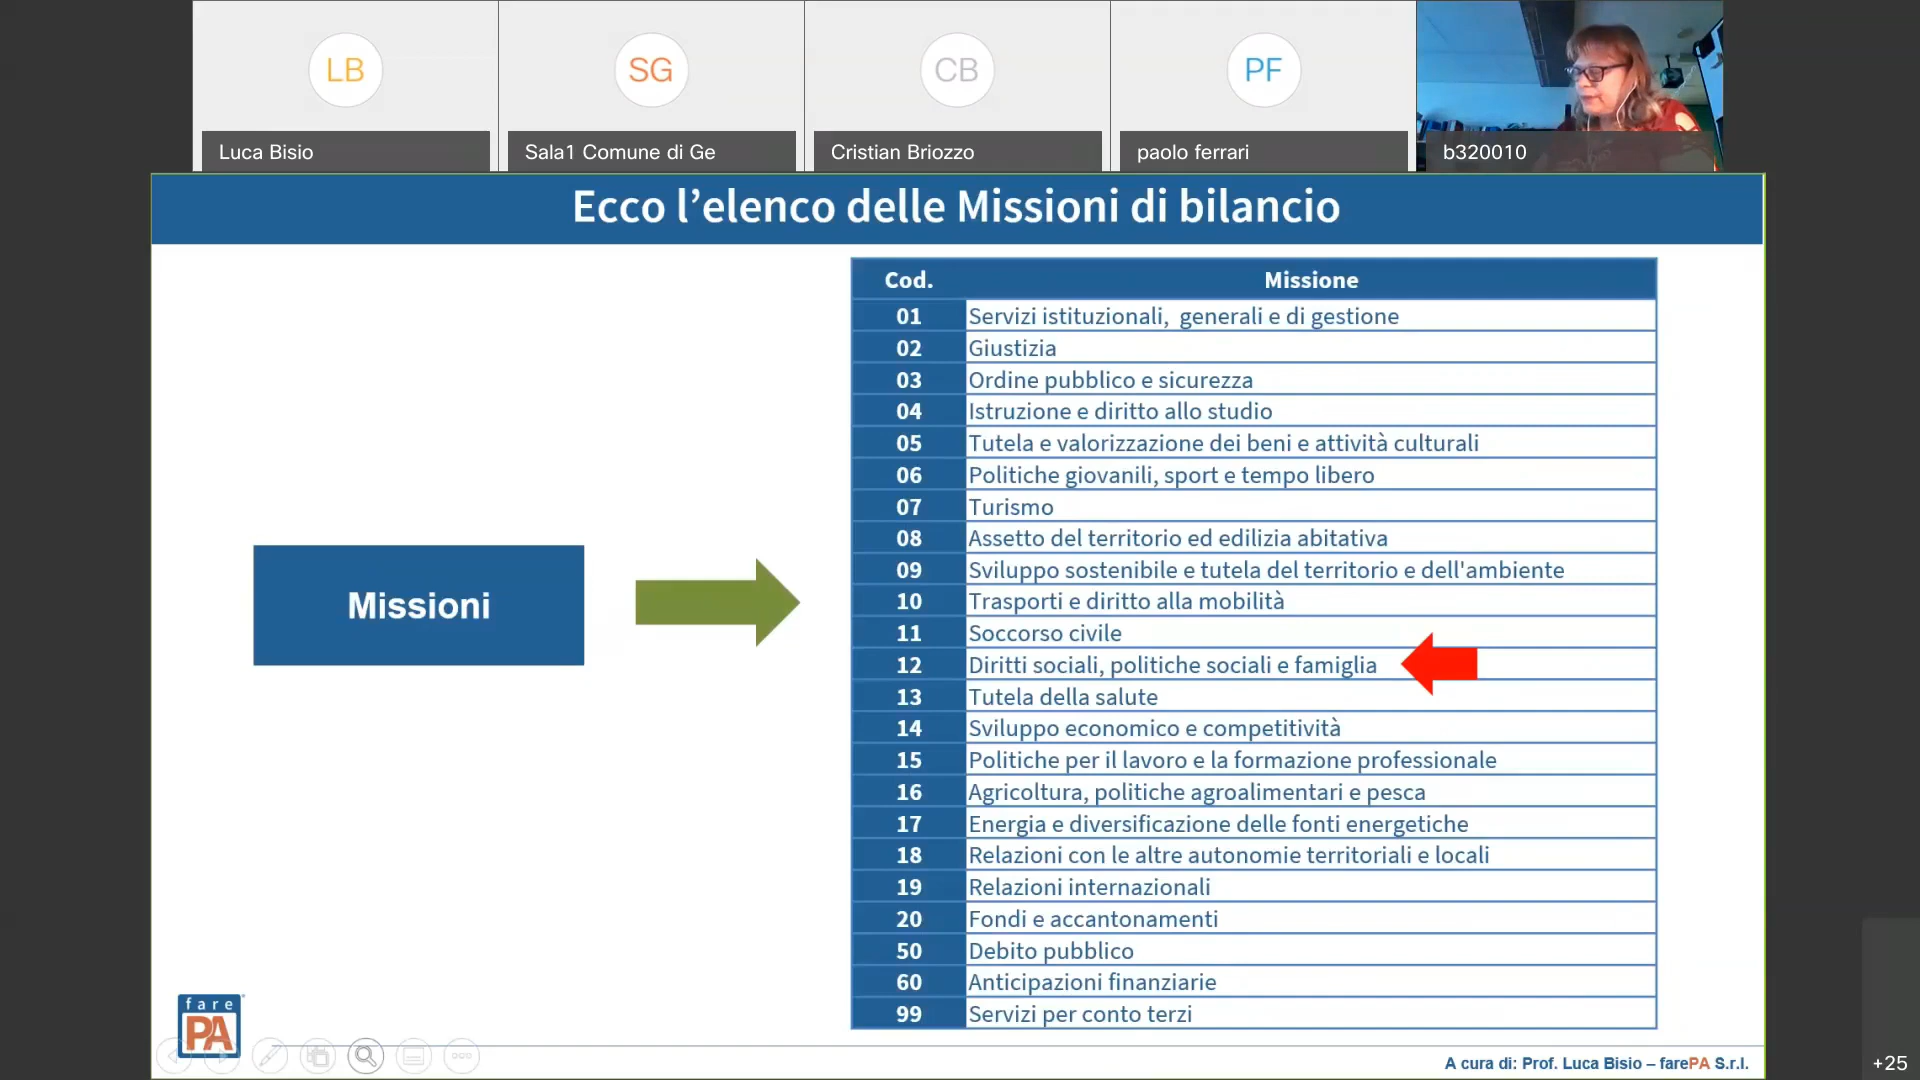 LB
SG
CB
PF
Luca Bisio
Sala1 Comune di Ge
Cristian Briozzo
paolo ferrari
b320010
Ecco l’elenco delle Missioni di bilancio
Cod. Missione
01 Servizi istituzionali,  generali e di gestione
02 Giustizia
03 Ordine pubblico e sicurezza
04 Istruzione e diritto allo studio
05 Tutela e valorizzazione dei beni e attività culturali
06 Politiche giovanili, sport e tempo libero
07 Turismo
08 Assetto del territorio ed edilizia abitativa
09 Sviluppo sostenibile e tutela del territorio e dell'ambiente
10 Trasporti e diritto alla mobilità
11 Soccorso civile
12 Diritti sociali, politiche sociali e famiglia
13 Tutela della salute
14 Sviluppo economico e competitività
15 Politiche per il lavoro e la formazione professionale
16 Agricoltura, politiche agroalimentari e pesca
17 Energia e diversificazione delle fonti energetiche
18 Relazioni con le altre autonomie territoriali e locali
19 Relazioni internazionali
20 Fondi e accantonamenti
50 Debito pubblico
60 Anticipazioni finanziarie
99 Servizi per conto terzi
Missioni
fare
PA
A cura di: Prof. Luca Bisio – farePA S.r.l.
+25